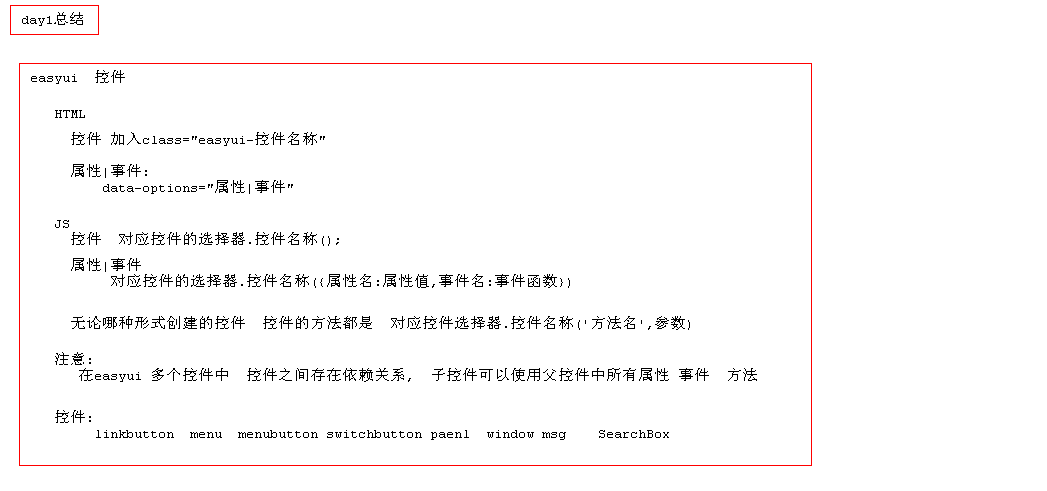 day1总结
easyui 控件
HTML
控件 加入class="easyui-控件名称"
属性|事件:
data-options="属性|事件"
JS
控件 对应控件的选择器.控件名称();
属性|事件
对应控件的选择器.控件名称({属性名:属性值,事件名:事件函数})
无论哪种形式创建的控件 控件的方法都是 对应控件选择器.控件名称('方法名',参数)
注意:
在easyui 多个控件中 控件之间存在依赖关系, 子控件可以使用父控件中所有属性 事件 方法
控件:
linkbutton menu menubutton switchbutton paenl window msg SearchBox